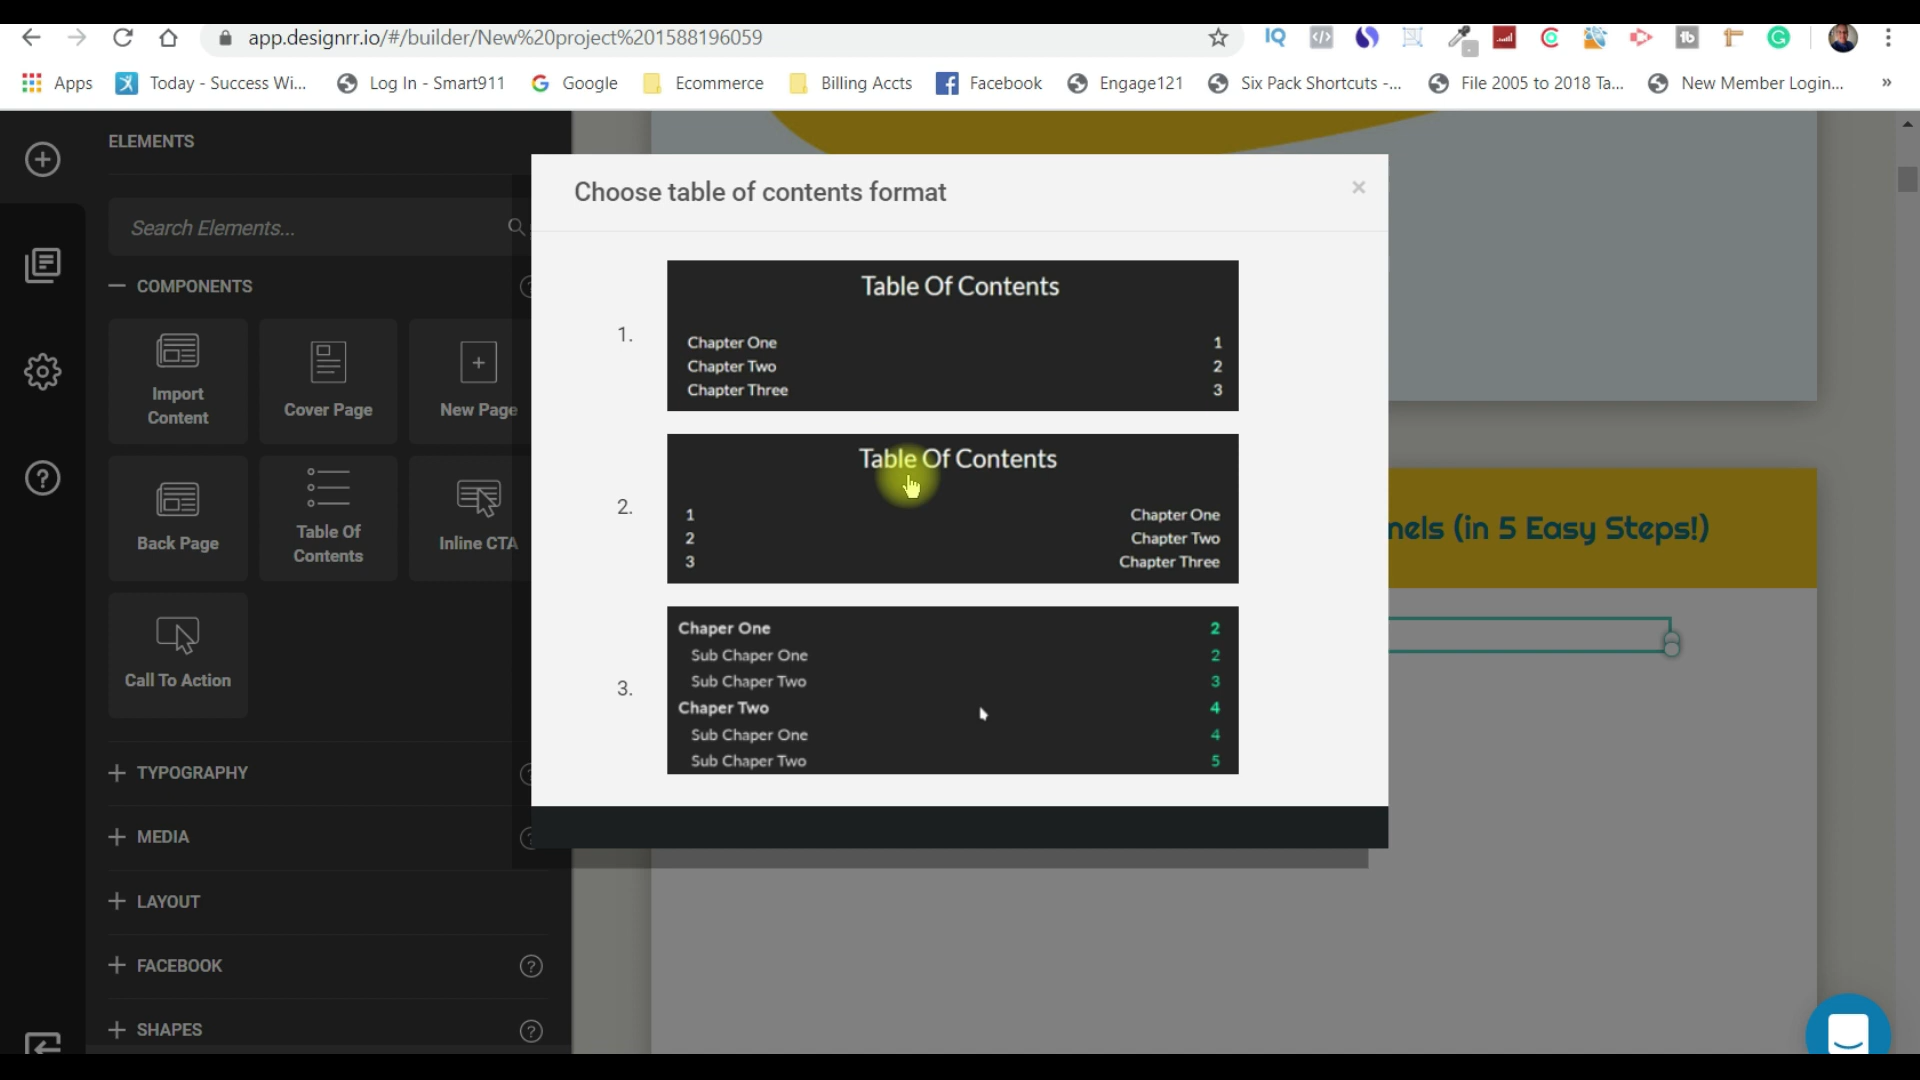 app.designrr.io/#/builder/New%20project%201588196059
IQ
tb
G
Apps
Today - Success Wi...
Log In - Smart911
Google
Ecommerce
Billing Accts
Facebook
Engage121
Six Pack Shortcuts -...
File 2005 to 2018 Ta...
New Member Login...
»
ELEMENTS
Search Elements...
COMPONENTS
Import Content
Cover Page
New Page
Back Page
Table Of Contents
Inline CTA
Call To Action
TYPOGRAPHY
MEDIA
LAYOUT
FACEBOOK
SHAPES
Choose table of contents format
×
1.
Table Of Contents
Chapter One 1
Chapter Two 2
Chapter Three 3
2.
Table Of Contents
1 Chapter One
2 Chapter Two
3 Chapter Three
3.
Chaper One 2
Sub Chaper One 2
Sub Chaper Two 3
Chaper Two 4
Sub Chaper One 4
Sub Chaper Two 5
nels (in 5 Easy Steps!)